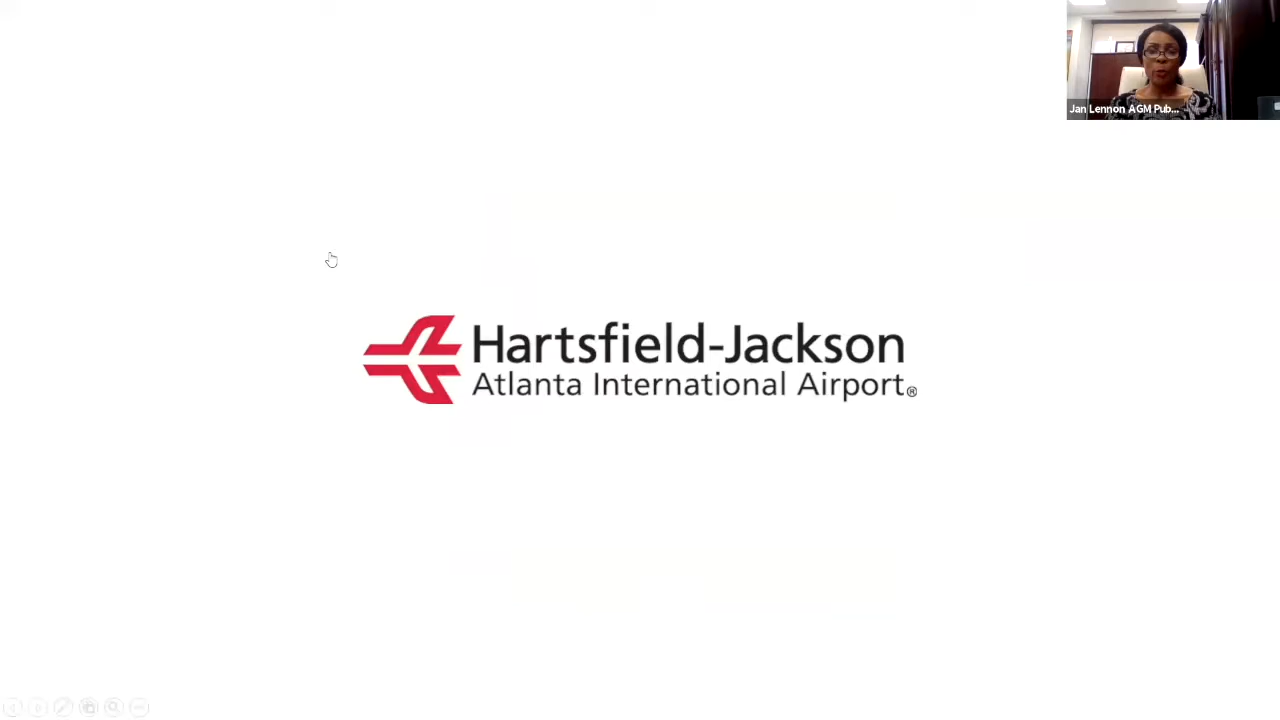 Jan Lennon AGM Pub...
Hartsfield-Jackson
Atlanta International Airport®